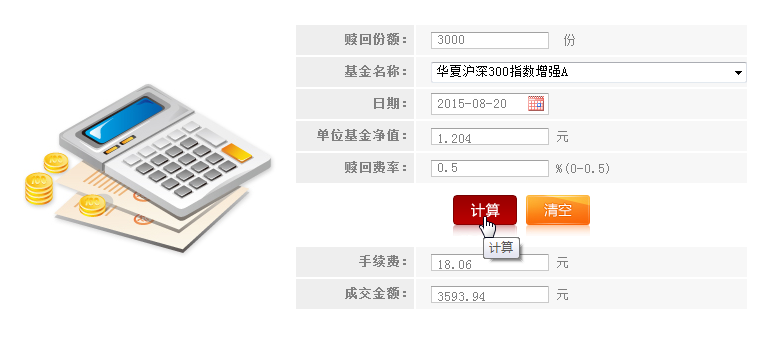 赎回份额： 3000 份
基金名称： 华夏沪深300指数增强A
日期： 2015-08-20
单位基金净值： 1.204 元
赎回费率： 0.5 %(0-0.5)
计算 清空
计算
手续费： 18.06 元
成交金额： 3593.94 元